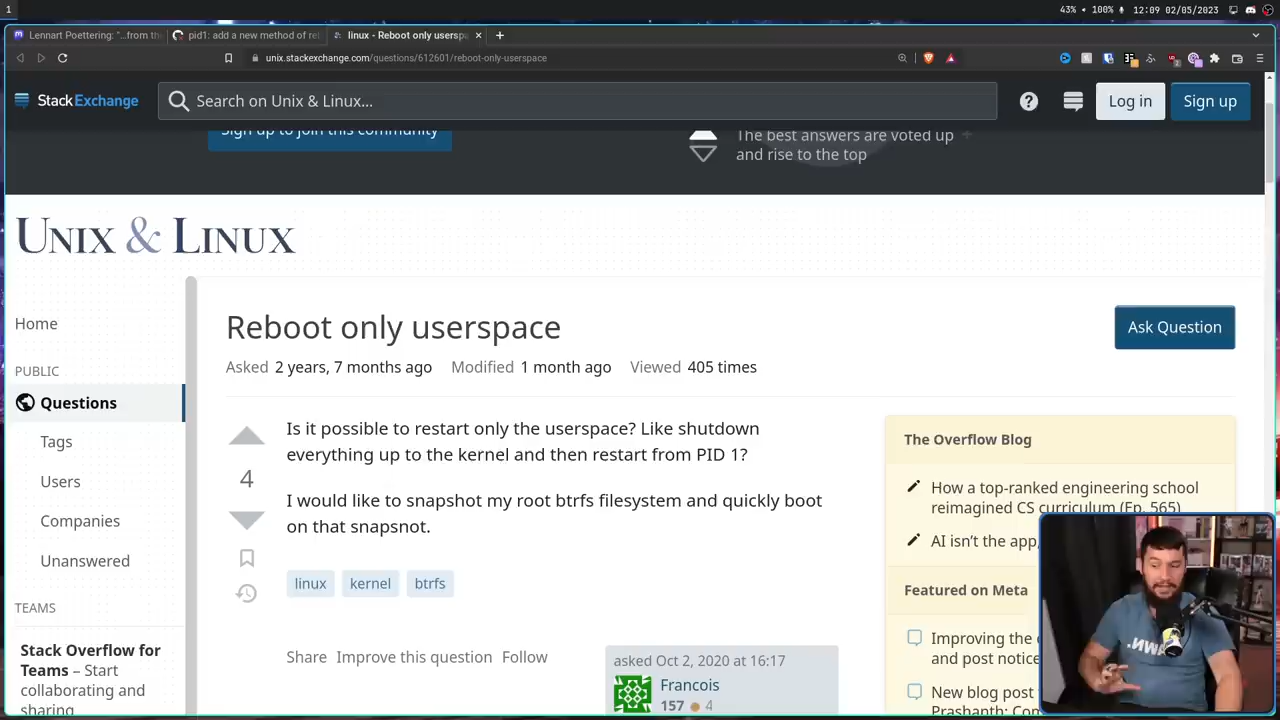 1
43%
100%
12:09 02/05/2023
Lennart Poettering: "...from th
pid1: add a new method of re
linux - Reboot only usersp
unix.stackexchange.com/questions/612601/reboot-only-userspace
StackExchange
Search on Unix & Linux...
Log in
Sign up
Sign up to join this community
The best answers are voted up
and rise to the top
UNIX & LINUX
Home
PUBLIC
Questions
Tags
Users
Companies
Unanswered
TEAMS
Stack Overflow for
Teams – Start
collaborating and
sharing
Reboot only userspace
Ask Question
Asked 2 years, 7 months ago Modified 1 month ago Viewed 405 times
4
Is it possible to restart only the userspace? Like shutdown
everything up to the kernel and then restart from PID 1?
I would like to snapshot my root btrfs filesystem and quickly boot
on that snapsnot.
linux kernel btrfs
Share Improve this question Follow
asked Oct 2, 2020 at 16:17
Francois
157 4
The Overflow Blog
How a top-ranked engineering school
reimagined CS curriculum (Ep. 565)
AI isn't the app,
Featured on Meta
Improving the
and post notice
New blog post
Prashanth: